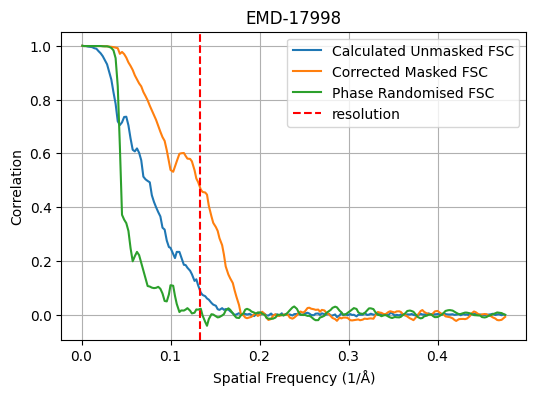 EMD-17998
1.0
0.8
0.6
0.4
0.2
0.0
Correlation
Calculated Unmasked FSC
Corrected Masked FSC
Phase Randomised FSC
resolution
0.0 0.1 0.2 0.3 0.4
Spatial Frequency (1/Å)